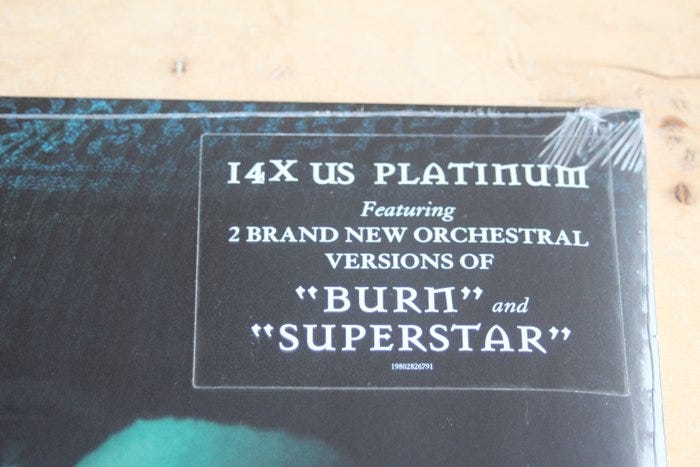 14X US PLATINUM
Featuring
2 BRAND NEW ORCHESTRAL
VERSIONS OF
"BURN" and
"SUPERSTAR"
19802826791